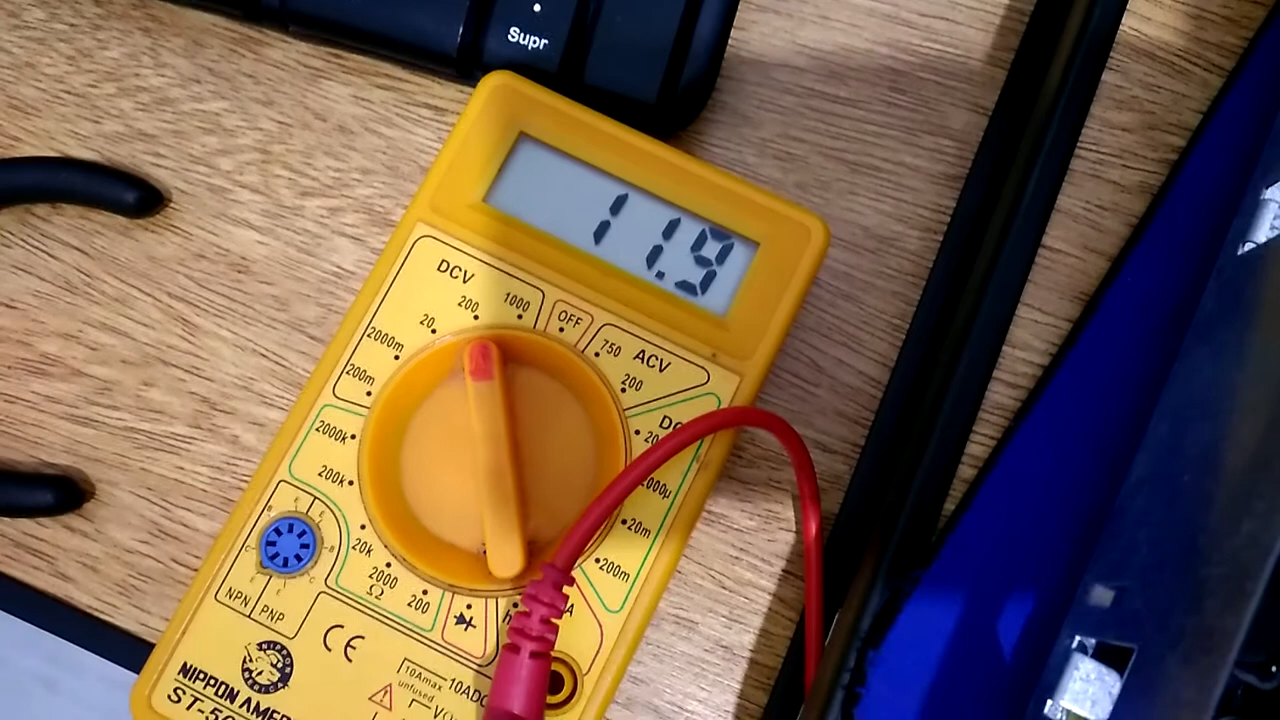 Supr
11.9
DCV
OFF
ACV
1000
200
20
2000m
200m
750
200
2000k
200k
20k
2000
Ω
200
2000µ
20m
200m
NPN
PNP
CE
10Amax
unfused
10ADC
NIPPON
NIPPON AMER